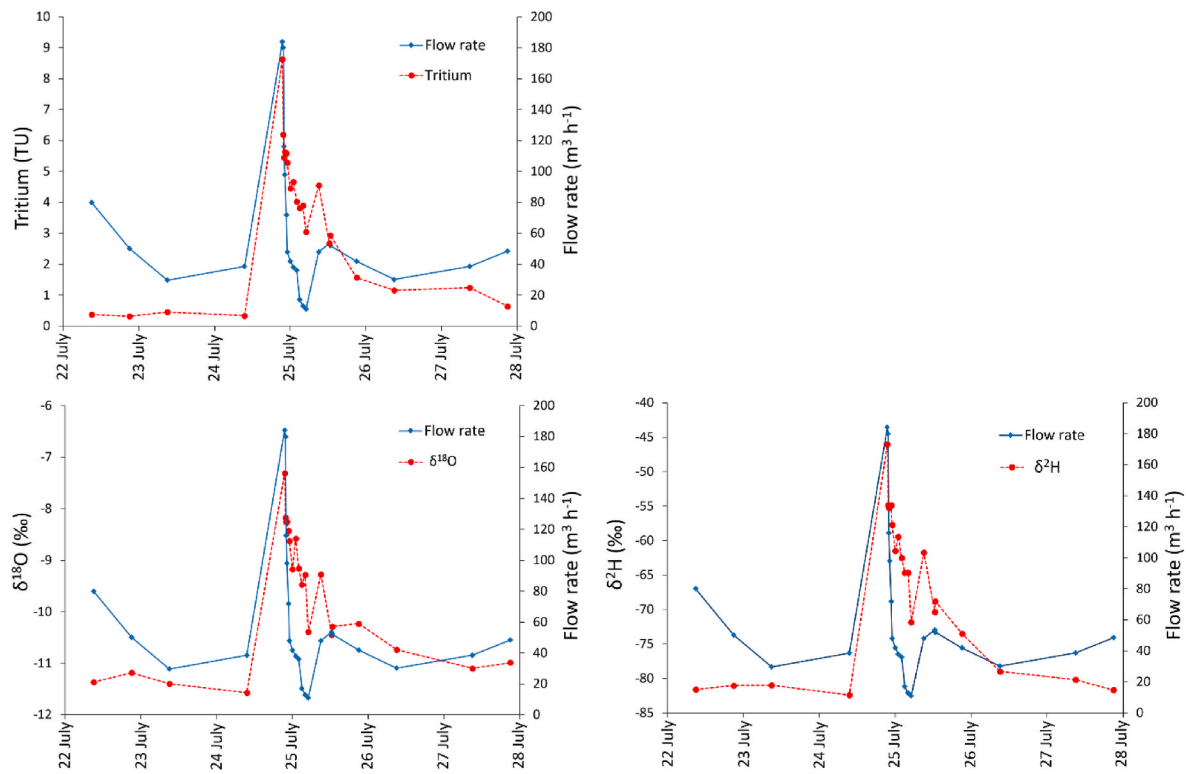 Tritium (TU)
10
9
8
7
6
5
4
3
2
1
0
Flow rate
Tritium
200
180
160
140
120
100
80
60
40
20
0
Flow rate (m³ h⁻¹)
22 July
23 July
24 July
25 July
26 July
27 July
28 July
δ¹⁸O (‰)
-6
-7
-8
-9
-10
-11
-12
Flow rate
δ¹⁸O
200
180
160
140
120
100
80
60
40
20
0
Flow rate (m³ h⁻¹)
22 July
23 July
24 July
25 July
26 July
27 July
28 July
δ²H (‰)
-40
-45
-50
-55
-60
-65
-70
-75
-80
-85
Flow rate
δ²H
200
180
160
140
120
100
80
60
40
20
0
Flow rate (m³ h⁻¹)
22 July
23 July
24 July
25 July
26 July
27 July
28 July